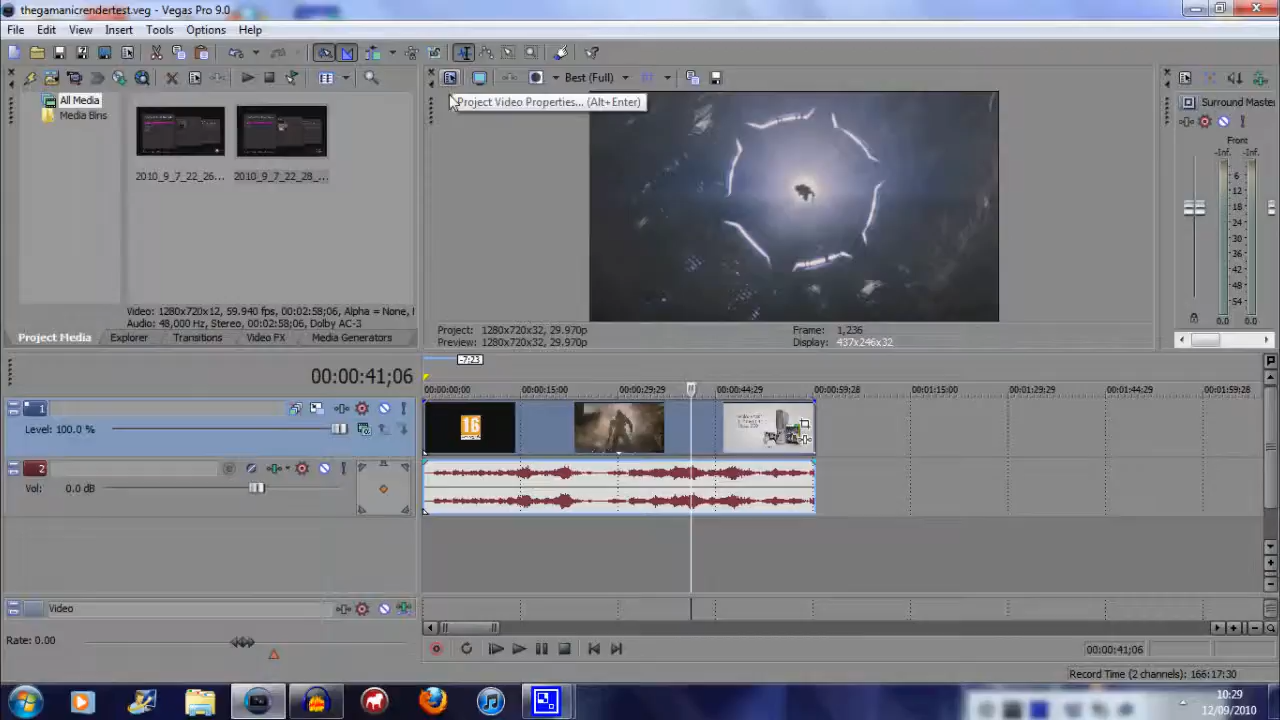 thegamanicrendertest.veg - Vegas Pro 9.0
File Edit View Insert Tools Options Help
Best (Full)
Project Video Properties... (Alt+Enter)
All Media
Media Bins
2010_9_7_22_26...
2010_9_7_22_28_...
Video: 1280x720x12, 59.940 fps, 00:02:58;06, Alpha = None, 
Audio: 48,000 Hz, Stereo, 00:02:58;06, Dolby AC-3
Project Media Explorer Transitions Video FX Media Generators
Project: 1280x720x32, 29.970p
Preview: 1280x720x32, 29.970p
Frame: 1,236
Display: 437x246x32
Surround Master
Front
-Inf. -Inf.
6
12
18
24
30
36
42
48
54
0.0 0.0
-7;23
00:00:41;06
00:00:00;00 00:00:15;00 00:00:29;29 00:00:44;29 00:00:59;28 00:01:15;00 00:01:29;29 00:01:44;29 00:01:59;28
1
Level: 100.0 %
16
2
Vol: 0.0 dB
Video
Rate: 0.00
00:00:41;06
Record Time (2 channels): 166:17:30
10:29
12/09/2010